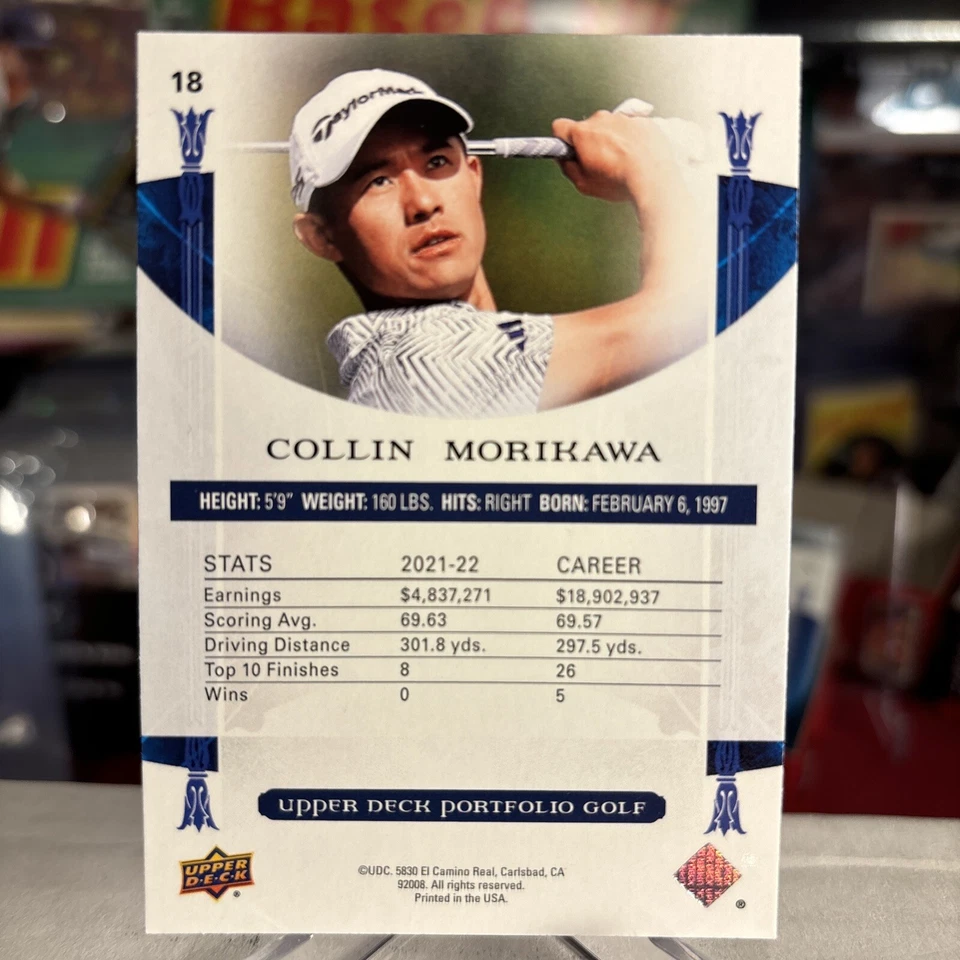 18
TaylorMade
COLLIN MORIKAWA
HEIGHT: 5'9" WEIGHT: 160 LBS. HITS: RIGHT BORN: FEBRUARY 6, 1997
STATS 2021-22 CAREER
Earnings $4,837,271 $18,902,937
Scoring Avg. 69.63 69.57
Driving Distance 301.8 yds. 297.5 yds.
Top 10 Finishes 8 26
Wins 0 5
UPPER DECK PORTFOLIO GOLF
UPPER
D•E•C•K ®
©UDC. 5830 El Camino Real, Carlsbad, CA
92008. All rights reserved.
Printed in the USA.
®